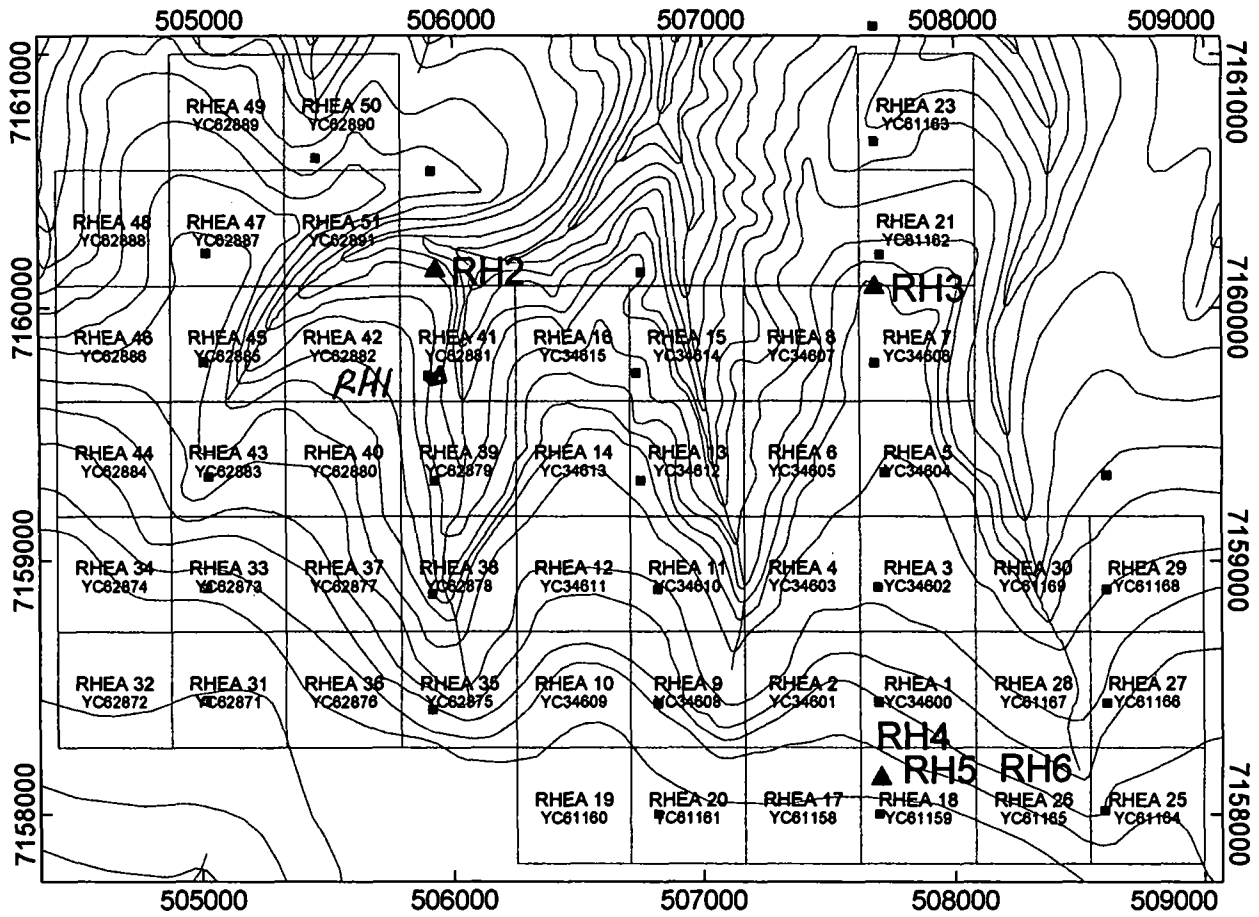 505000 506000 507000 508000 509000
7161000 7161000
RHEA 49 RHEA 50 RHEA 23
YC62889 YC62890 YC61163
RHEA 48 RHEA 47 RHEA 51 RHEA 21
YC62888 YC62887 YC62891 YC61162
RH2 RH3
7160000 7160000
RHEA 46 RHEA 45 RHEA 42 RHEA 41 RHEA 16 RHEA 15 RHEA 8 RHEA 7
YC62886 YC62885 YC62882 YC62881 YC34615 YC34614 YC34607 YC34606
RH1
RHEA 44 RHEA 43 RHEA 40 RHEA 39 RHEA 14 RHEA 13 RHEA 6 RHEA 5
YC62884 YC62883 YC62880 YC62879 YC34613 YC34612 YC34605 YC34604
7159000 7159000
RHEA 34 RHEA 33 RHEA 37 RHEA 38 RHEA 12 RHEA 11 RHEA 4 RHEA 3 RHEA 30 RHEA 29
YC62874 YC62873 YC62877 YC62878 YC34611 YC34610 YC34603 YC34602 YC61169 YC61168
RHEA 32 RHEA 31 RHEA 36 RHEA 35 RHEA 10 RHEA 9 RHEA 2 RHEA 1 RHEA 28 RHEA 27
YC62872 YC62871 YC62876 YC62875 YC34609 YC34608 YC34601 YC34600 YC61167 YC61166
RH4
RH5 RH6
7158000 7158000
RHEA 19 RHEA 20 RHEA 17 RHEA 18 RHEA 26 RHEA 25
YC61160 YC61161 YC61158 YC61159 YC61165 YC61164
505000 506000 507000 508000 509000